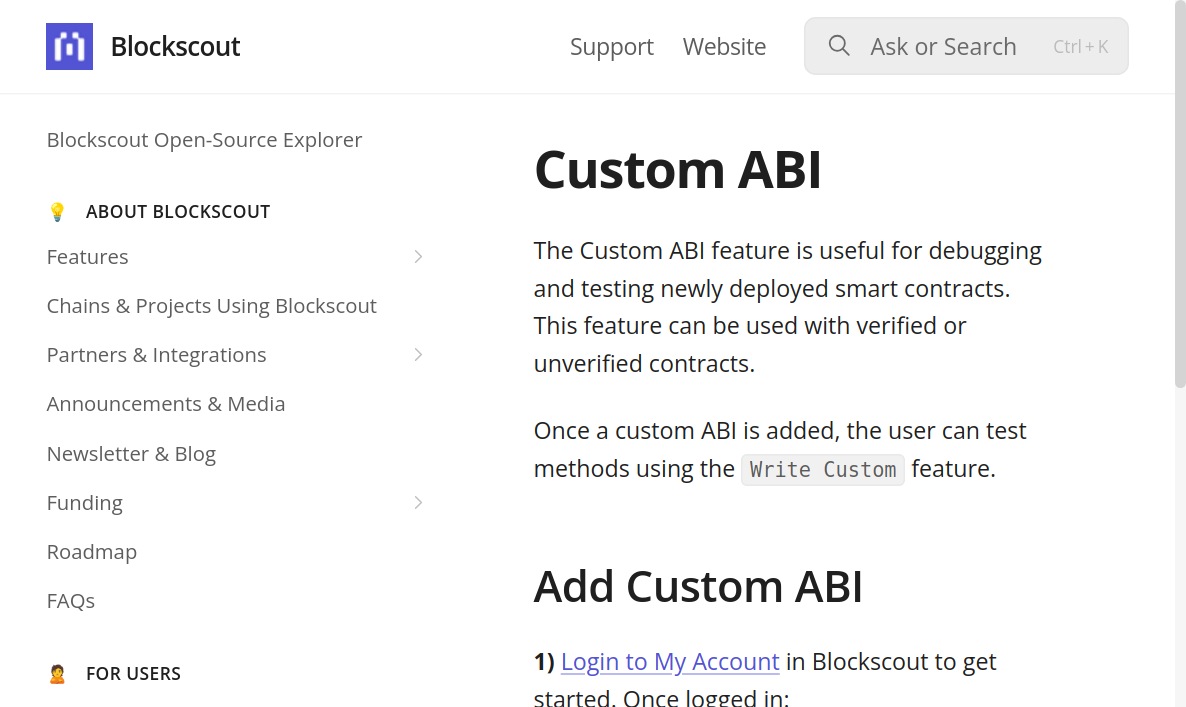 Blockscout
Support
Website
Ask or Search
Ctrl + K
Blockscout Open-Source Explorer
💡 ABOUT BLOCKSCOUT
Features
Chains & Projects Using Blockscout
Partners & Integrations
Announcements & Media
Newsletter & Blog
Funding
Roadmap
FAQs
🙎 FOR USERS
Custom ABI
The Custom ABI feature is useful for debugging
and testing newly deployed smart contracts.
This feature can be used with verified or
unverified contracts.
Once a custom ABI is added, the user can test
methods using the Write Custom feature.
Add Custom ABI
1) Login to My Account in Blockscout to get
started. Once logged in: